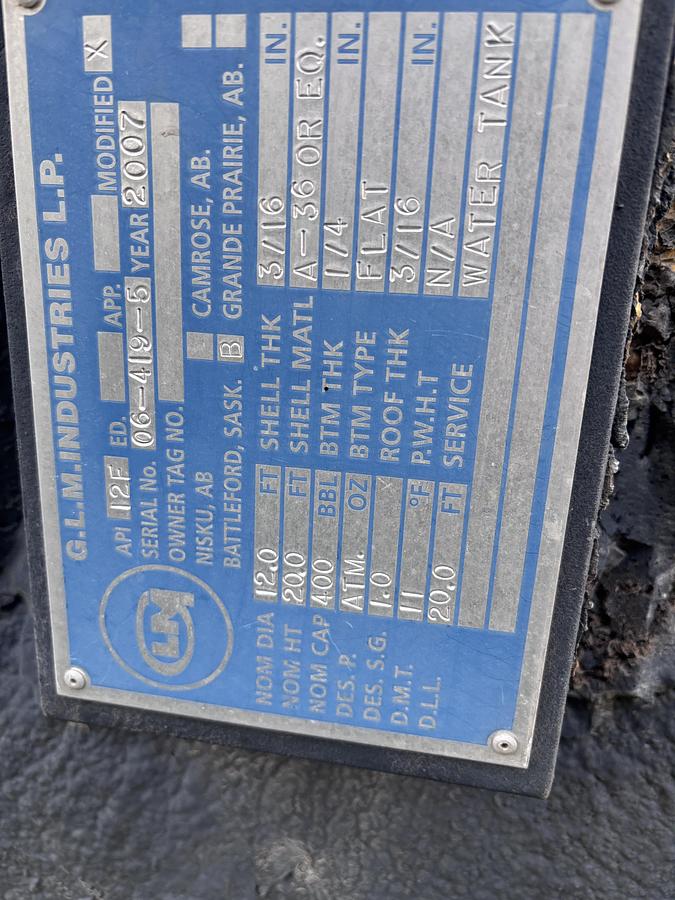 G.L.M. INDUSTRIES L.P.
API 12F ED. APP. MODIFIED X
SERIAL No. 06-419-5 YEAR 2007
OWNER TAG NO.
NISKU, AB CAMROSE, AB.
BATTLEFORD, SASK. B GRANDE PRAIRIE, AB.
GLM
NOM DIA 12.0 FT SHELL THK 3/16 IN.
NOM HT 20.0 FT SHELL MATL A-36 OR EQ.
NOM CAP 400 BBL BTM THK 1/4 IN.
DES. P. ATM. OZ BTM TYPE FLAT
DES. S.G. 1.0 ROOF THK 3/16 IN.
D.M.T. 11 °F P.W.H.T N/A
D.L.L. 20.0 FT SERVICE WATER TANK